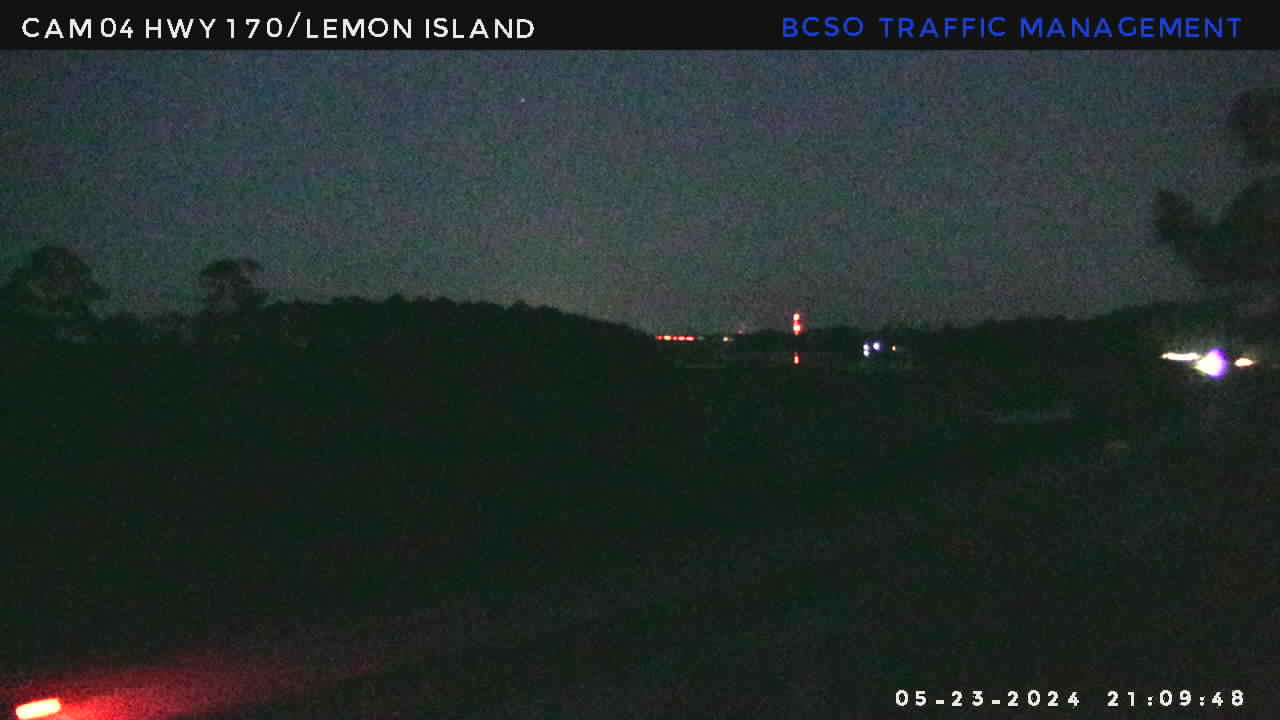 CAM04 HWY 170/LEMON ISLAND
BCSO TRAFFIC MANAGEMENT
05-23-2024 21:09:48